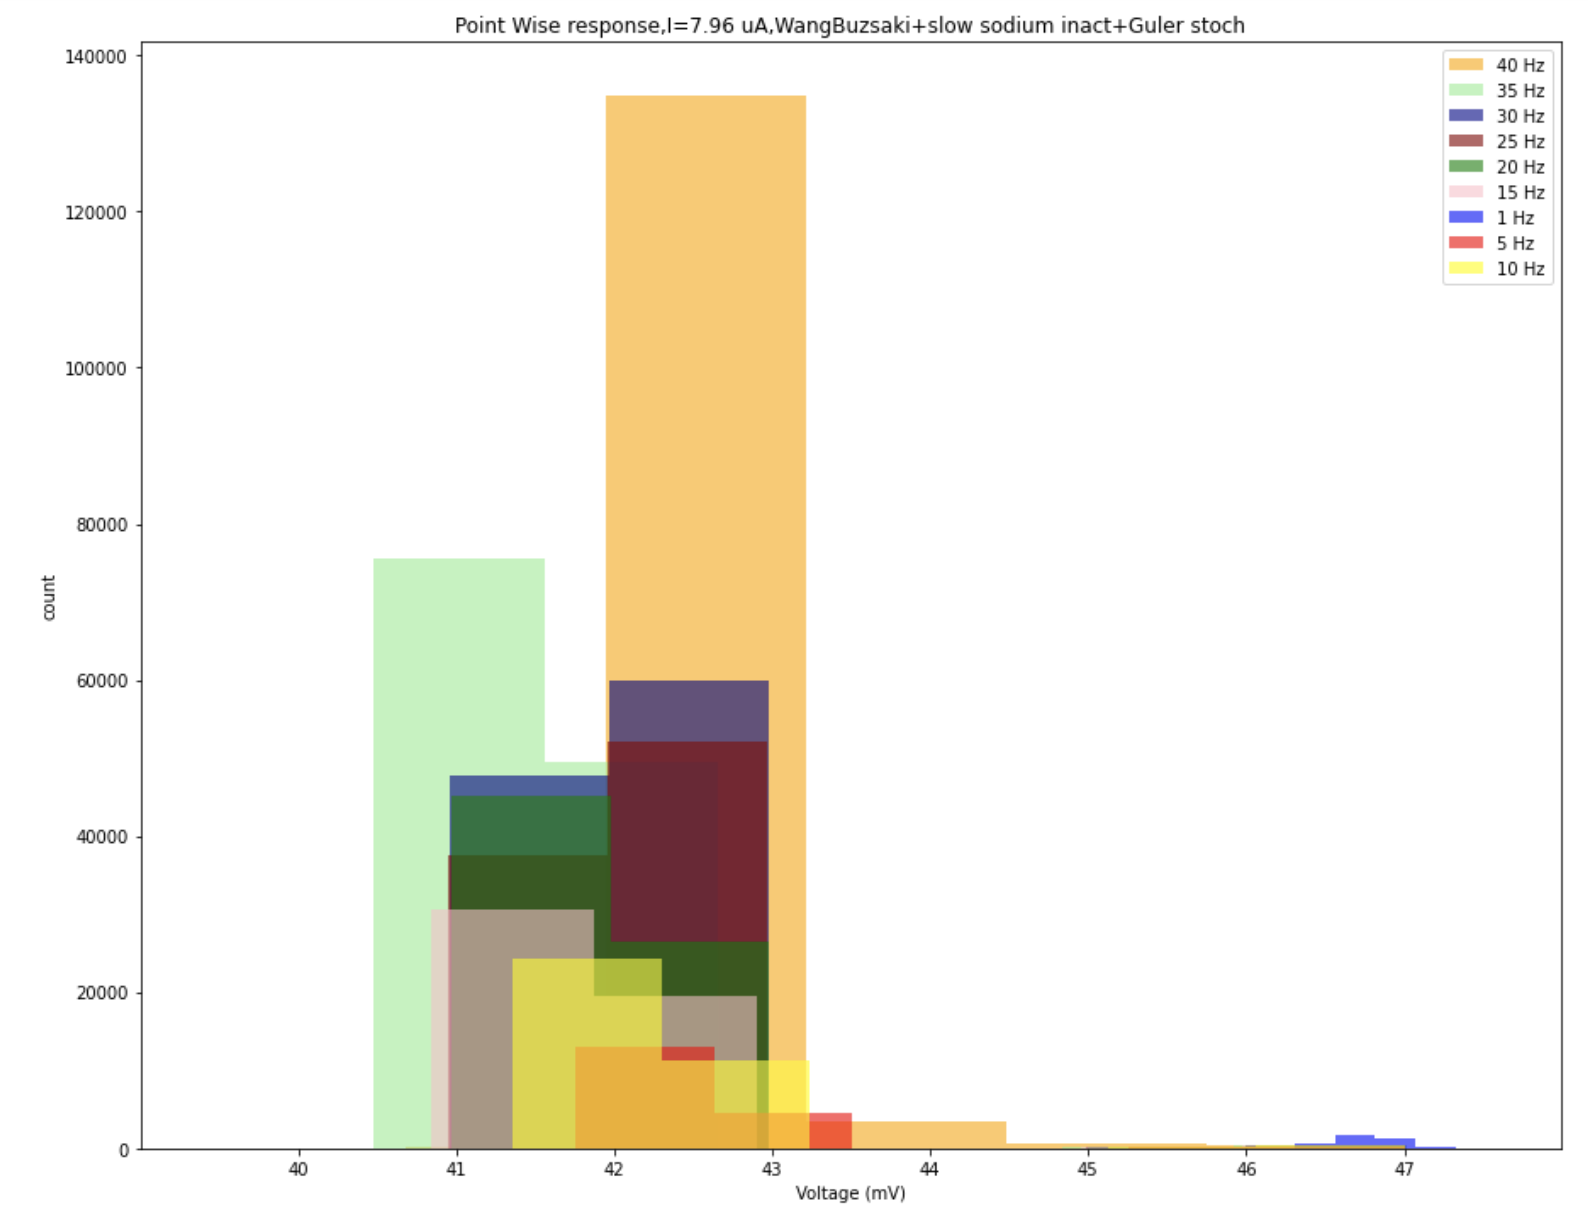 Point Wise response,I=7.96 uA,WangBuzsaki+slow sodium inact+Guler stoch
140000
120000
100000
80000
60000
40000
20000
0
count
40 Hz
35 Hz
30 Hz
25 Hz
20 Hz
15 Hz
1 Hz
5 Hz
10 Hz
40 41 42 43 44 45 46 47
Voltage (mV)